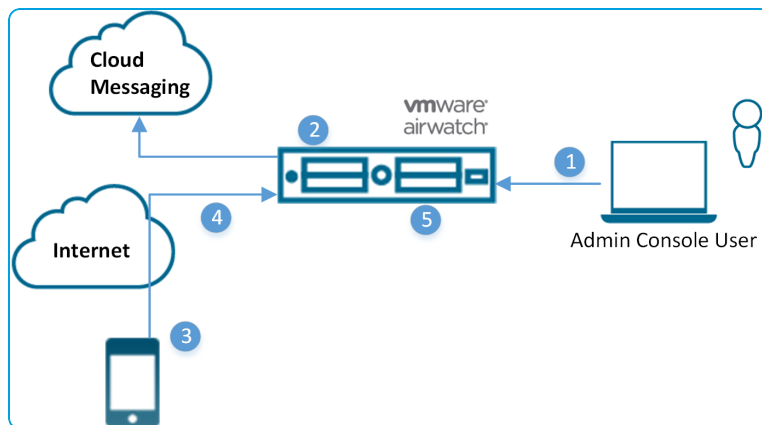 Cloud
Messaging
vmware®
airwatch®
2
1
4
5
Internet
Admin Console User
3